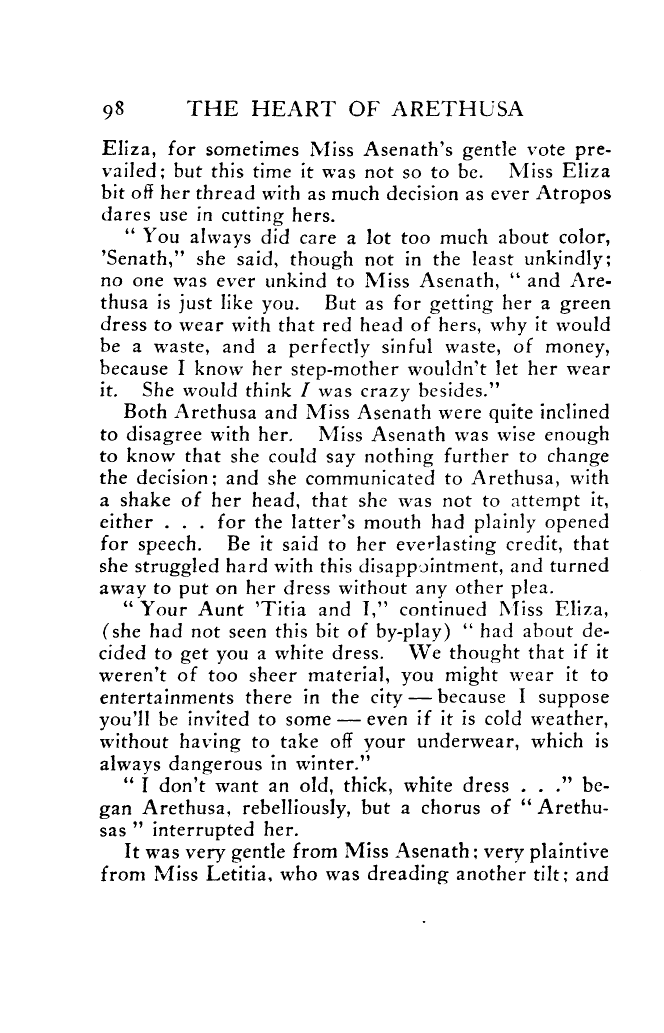 98 THE HEART OF ARETHUSA
Eliza, for sometimes Miss Asenath's gentle vote pre-
vailed; but this time it was not so to be. Miss Eliza
bit off her thread with as much decision as ever Atropos
dares use in cutting hers.
“ You always did care a lot too much about color,
'Senath,” she said, though not in the least unkindly;
no one was ever unkind to Miss Asenath, “ and Are-
thusa is just like you. But as for getting her a green
dress to wear with that red head of hers, why it would
be a waste, and a perfectly sinful waste, of money,
because I know her step-mother wouldn't let her wear
it. She would think I was crazy besides.”
Both Arethusa and Miss Asenath were quite inclined
to disagree with her. Miss Asenath was wise enough
to know that she could say nothing further to change
the decision; and she communicated to Arethusa, with
a shake of her head, that she was not to attempt it,
either . . . for the latter's mouth had plainly opened
for speech. Be it said to her everlasting credit, that
she struggled hard with this disappointment, and turned
away to put on her dress without any other plea.
“ Your Aunt 'Titia and I,” continued Miss Eliza,
(she had not seen this bit of by-play) “ had about de-
cided to get you a white dress. We thought that if it
weren't of too sheer material, you might wear it to
entertainments there in the city — because I suppose
you'll be invited to some — even if it is cold weather,
without having to take off your underwear, which is
always dangerous in winter.”
“ I don't want an old, thick, white dress . . .” be-
gan Arethusa, rebelliously, but a chorus of “ Arethu-
sas ” interrupted her.
It was very gentle from Miss Asenath; very plaintive
from Miss Letitia, who was dreading another tilt; and